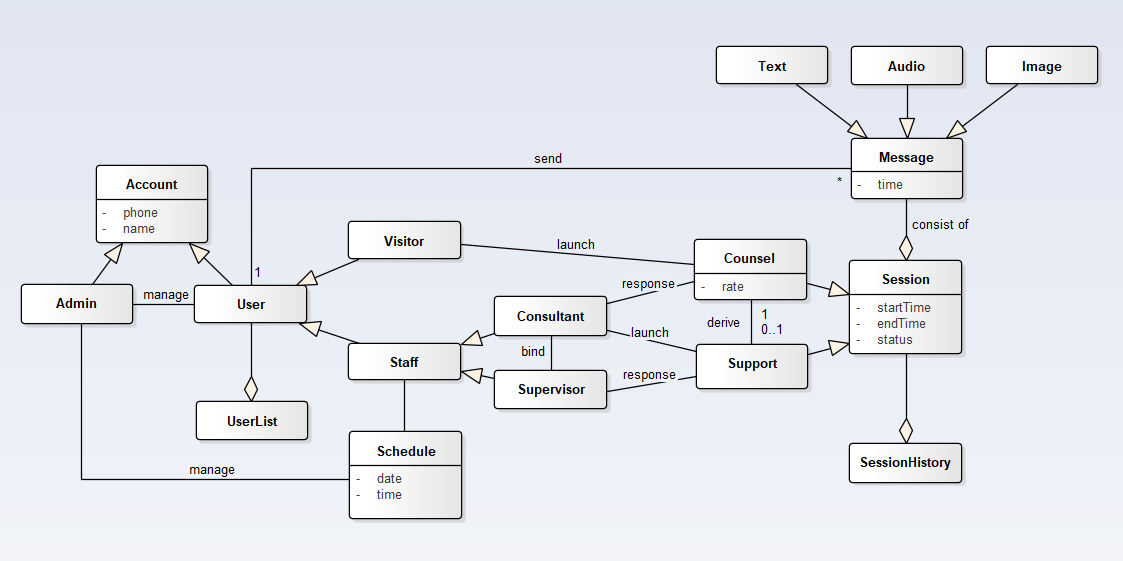 Text
Audio
Image
Message
- time
send
*
1
consist of
Account
- phone
- name
Visitor
launch
Counsel
- rate
Session
- startTime
- endTime
- status
Admin
manage
User
response
Consultant
launch
derive
1
0..1
bind
Staff
Supervisor
response
Support
UserList
Schedule
- date
- time
manage
SessionHistory